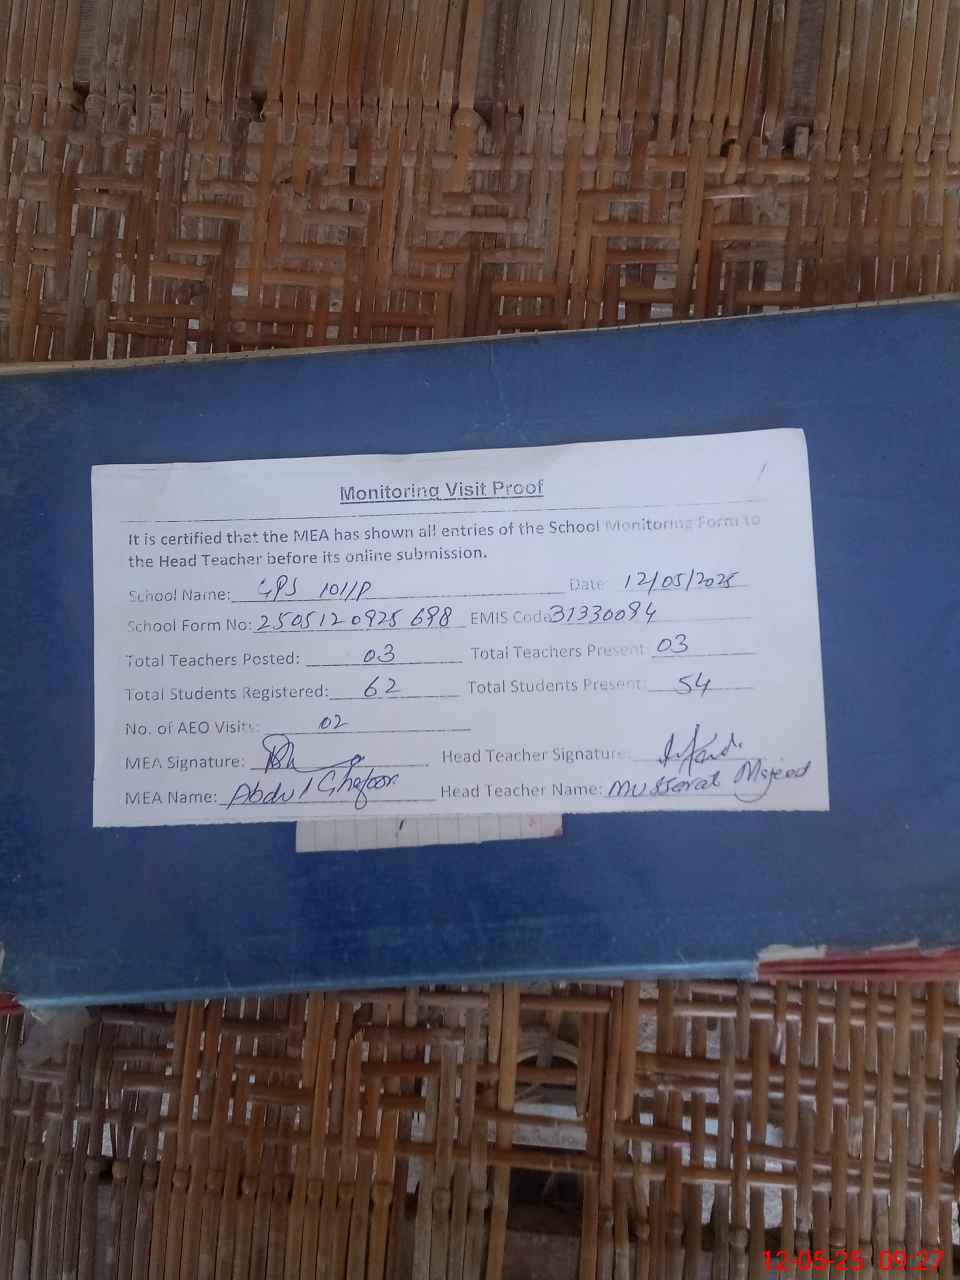 Monitoring Visit Proof
It is certified that the MEA has shown all entries of the School Monitoring Form to
the Head Teacher before its online submission.
School Name: GPS 101/P Date: 12/05/2025
School Form No: 250512 0925 698 EMIS Code 31330094
Total Teachers Posted: 03 Total Teachers Present: 03
Total Students Registered: 62 Total Students Present: 54
No. of AEO Visits: 02
MEA Signature: Head Teacher Signature:
MEA Name: Abdul Ghafoor Head Teacher Name: Mussarat Majeed
12-05-25 09:27